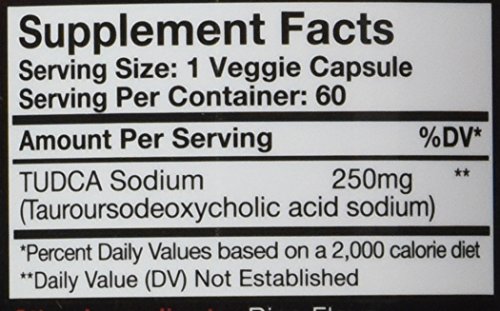 Supplement Facts
Serving Size: 1 Veggie Capsule
Serving Per Container: 60
Amount Per Serving %DV*
TUDCA Sodium 250mg **
(Tauroursodeoxycholic acid sodium)
*Percent Daily Values based on a 2,000 calorie diet
**Daily Value (DV) Not Established